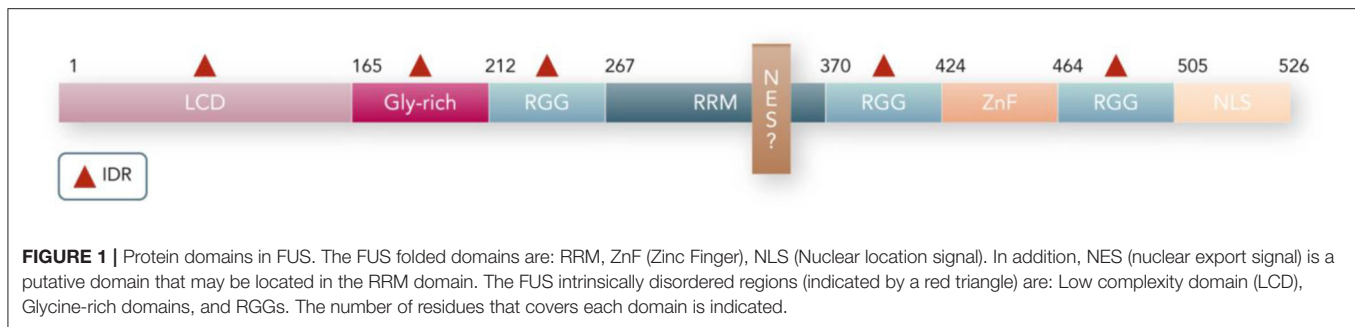 1 165 212 267 370 424 464 505 526
LCD Gly-rich RGG RRM NES? RGG ZnF RGG NLS
IDR
FIGURE 1 | Protein domains in FUS. The FUS folded domains are: RRM, ZnF (Zinc Finger), NLS (Nuclear location signal). In addition, NES (nuclear export signal) is a
putative domain that may be located in the RRM domain. The FUS intrinsically disordered regions (indicated by a red triangle) are: Low complexity domain (LCD),
Glycine-rich domains, and RGGs. The number of residues that covers each domain is indicated.